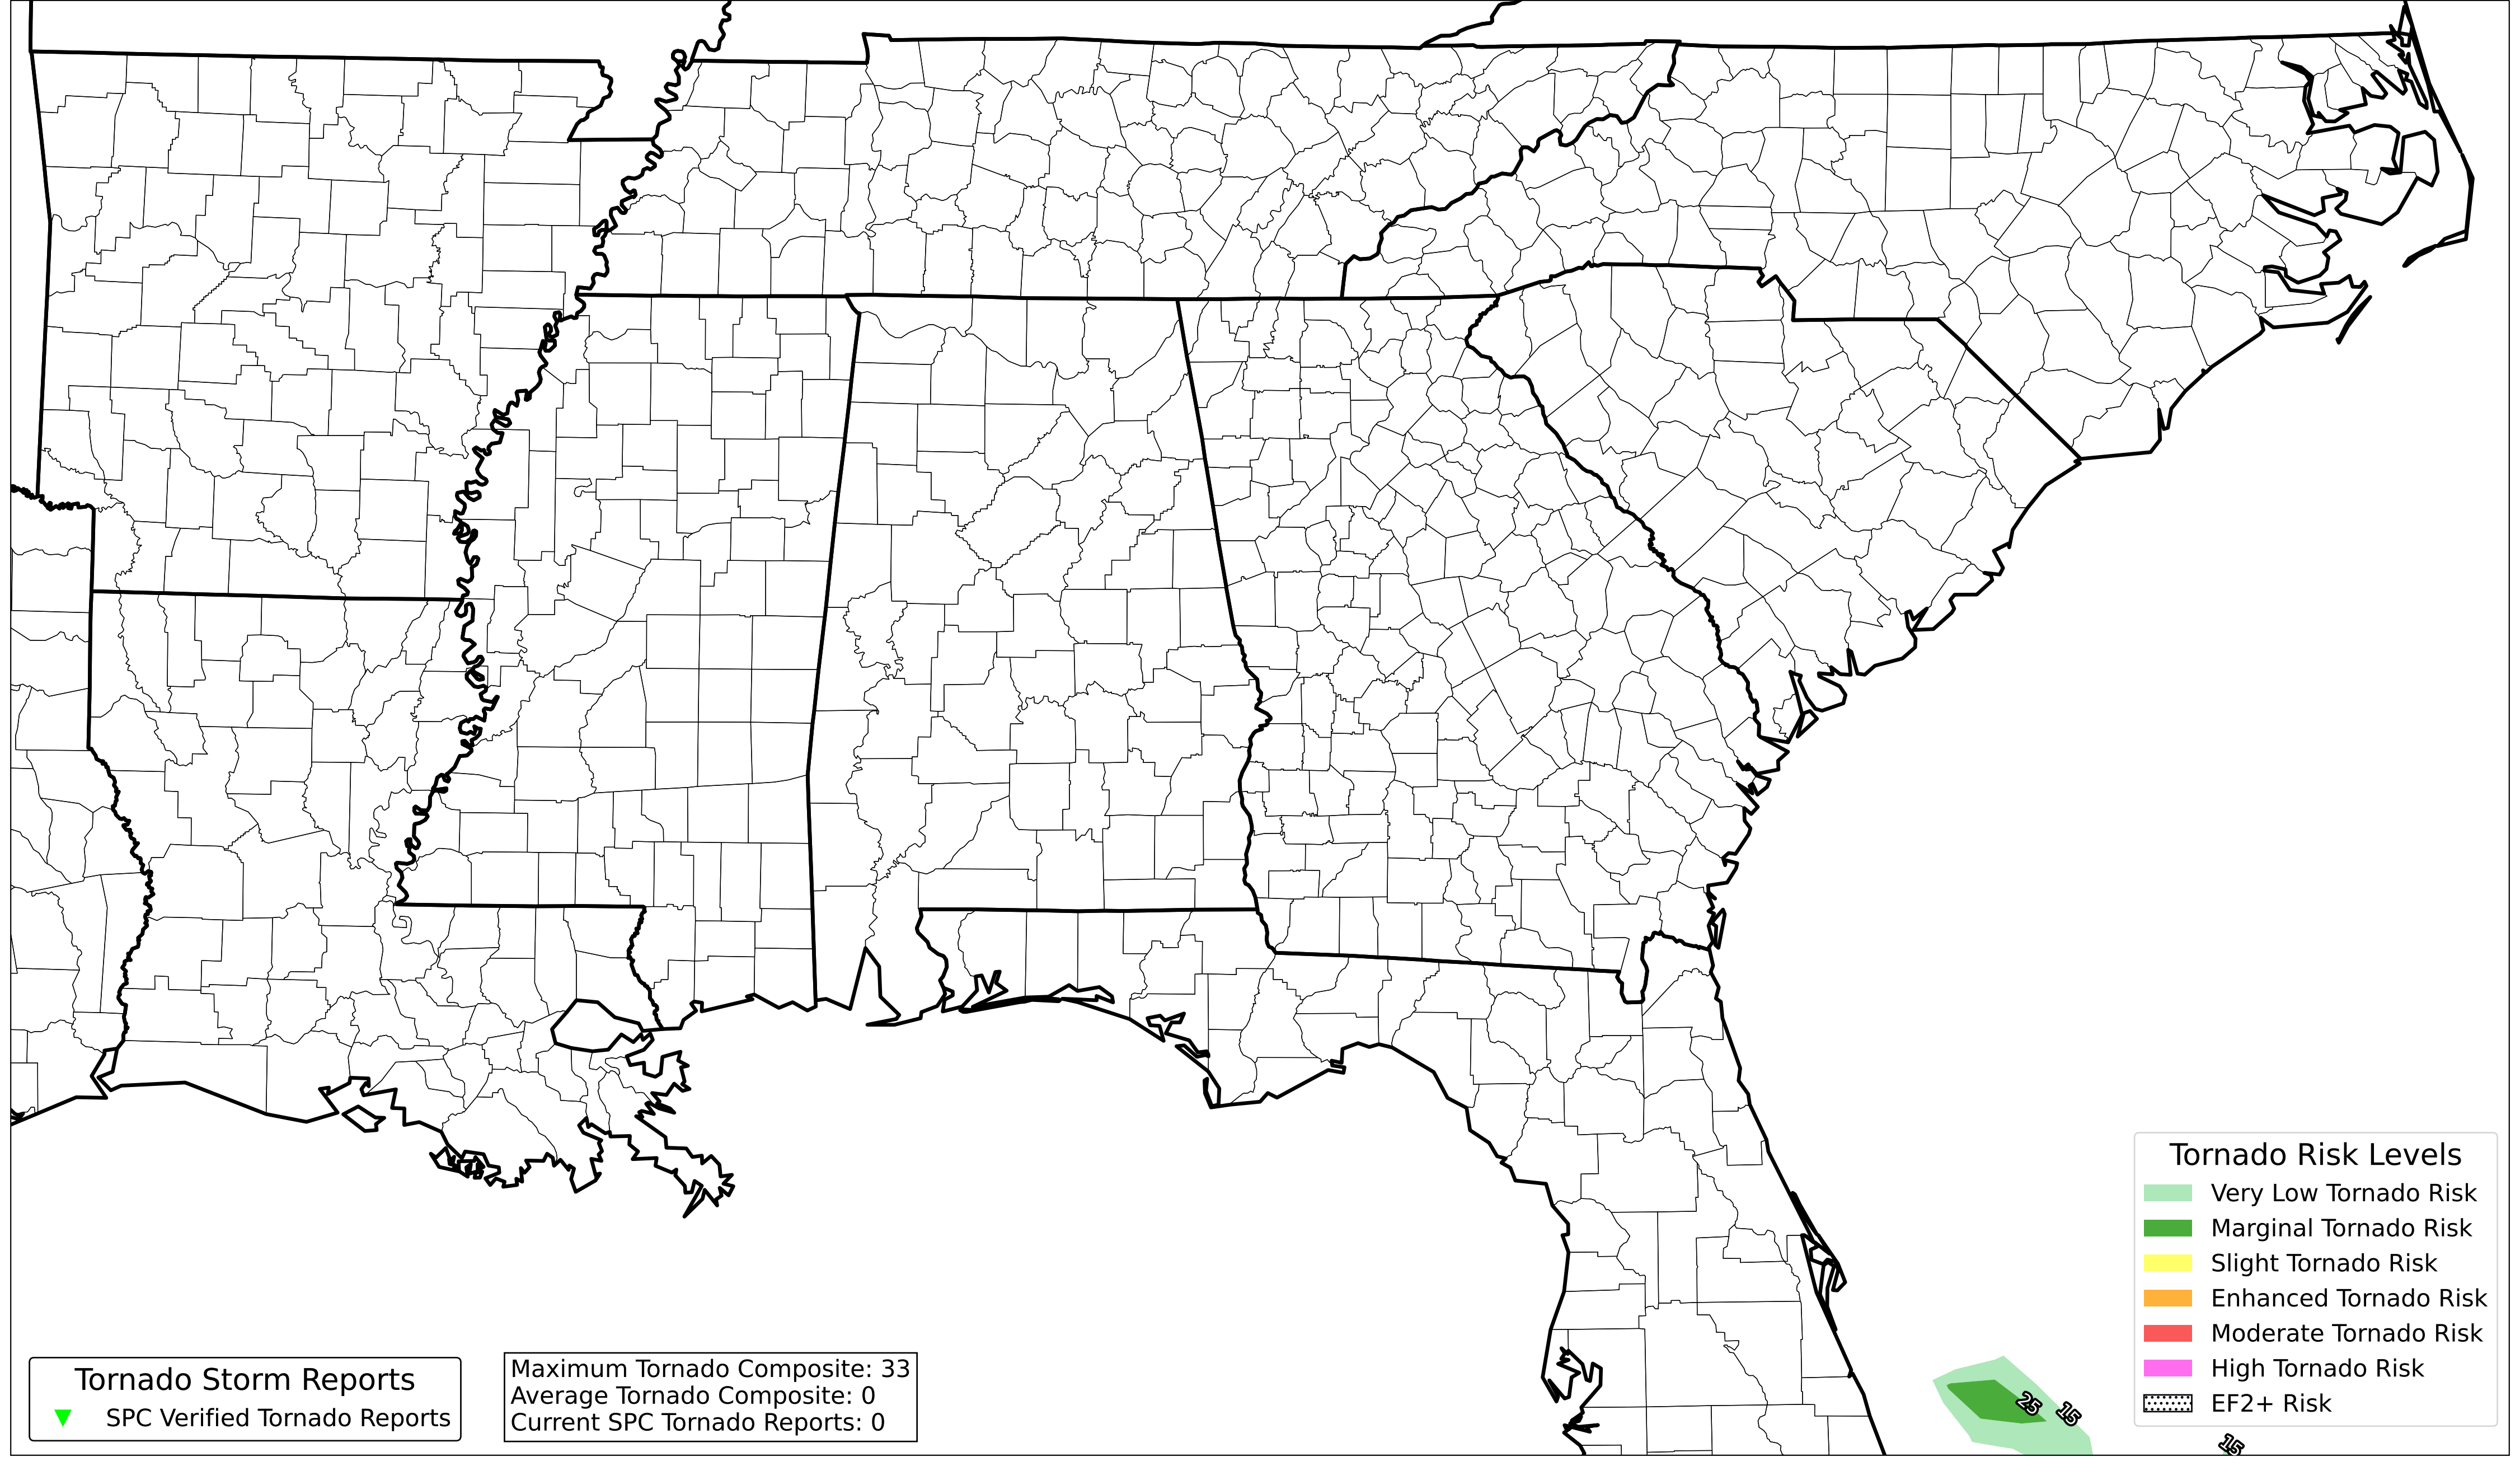 Tornado Risk Levels
Very Low Tornado Risk
Marginal Tornado Risk
Slight Tornado Risk
Enhanced Tornado Risk
Moderate Tornado Risk
High Tornado Risk
EF2+ Risk
Tornado Storm Reports
SPC Verified Tornado Reports
Maximum Tornado Composite: 33
Average Tornado Composite: 0
Current SPC Tornado Reports: 0
25
15
15